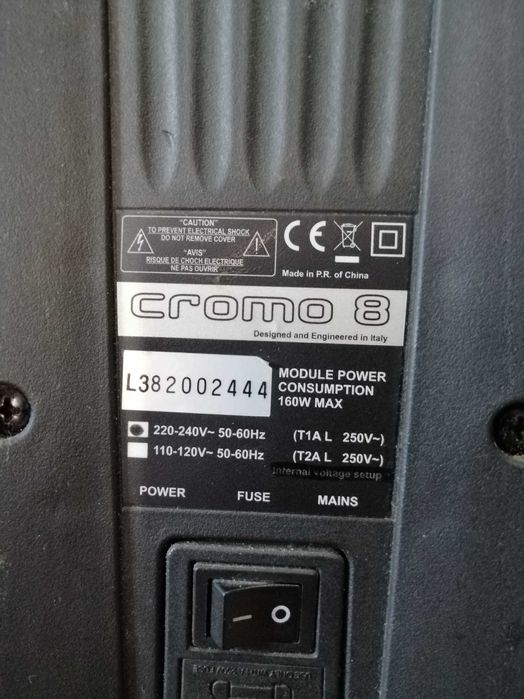 "CAUTION"
TO PREVENT ELECTRICAL SHOCK
DO NOT REMOVE COVER
"AVIS"
RISQUE DE CHOCH ELECTRIQUE
NE PAS OUVRIR
CE
Made in P.R. of China
cromo 8
Designed and Engineered in Italy
L382002444
MODULE POWER
CONSUMPTION
160W MAX
220-240V~ 50-60Hz (T1A L 250V~)
110-120V~ 50-60Hz (T2A L 250V~)
Internal voltage setup
POWER FUSE MAINS